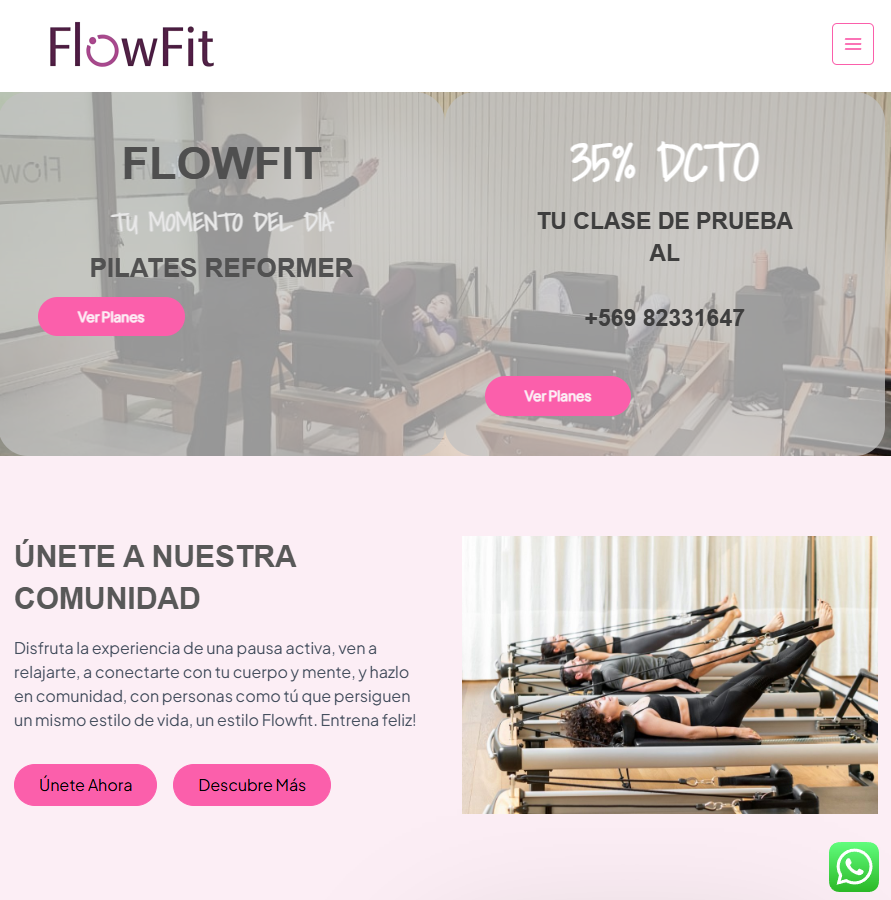 FlowFit
FLOWFIT
TU MOMENTO DEL DÍA
PILATES REFORMER
Ver Planes
35% DCTO
TU CLASE DE PRUEBA
AL
+569 82331647
Ver Planes
ÚNETE A NUESTRA
COMUNIDAD
Disfruta la experiencia de una pausa activa, ven a
relajarte, a conectarte con tu cuerpo y mente, y hazlo
en comunidad, con personas como tú que persiguen
un mismo estilo de vida, un estilo Flowfit. Entrena feliz!
Únete Ahora
Descubre Más